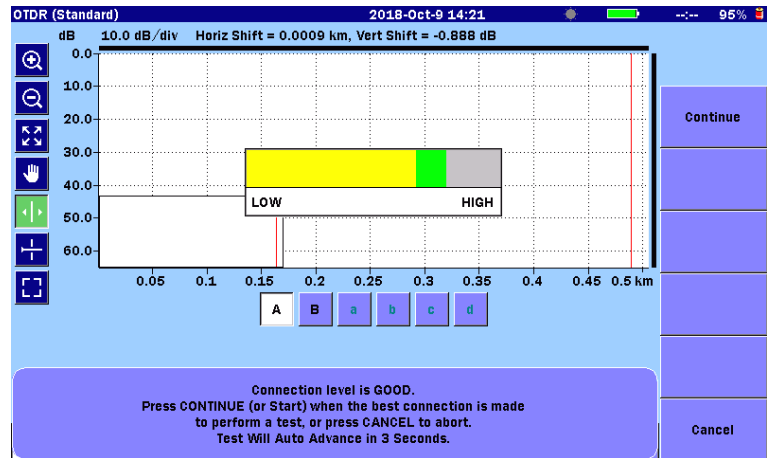 OTDR (Standard) 2018-Oct-9 14:21 --:-- 95%
dB 10.0 dB/div Horiz Shift = 0.0009 km, Vert Shift = -0.888 dB
0.0
10.0
Continue
20.0
30.0
40.0
LOW HIGH
50.0
60.0
0.05 0.1 0.15 0.2 0.25 0.3 0.35 0.4 0.45 0.5 km
A B a b c d
Connection level is GOOD.
Press CONTINUE (or Start) when the best connection is made
to perform a test, or press CANCEL to abort.
Test Will Auto Advance in 3 Seconds.
Cancel